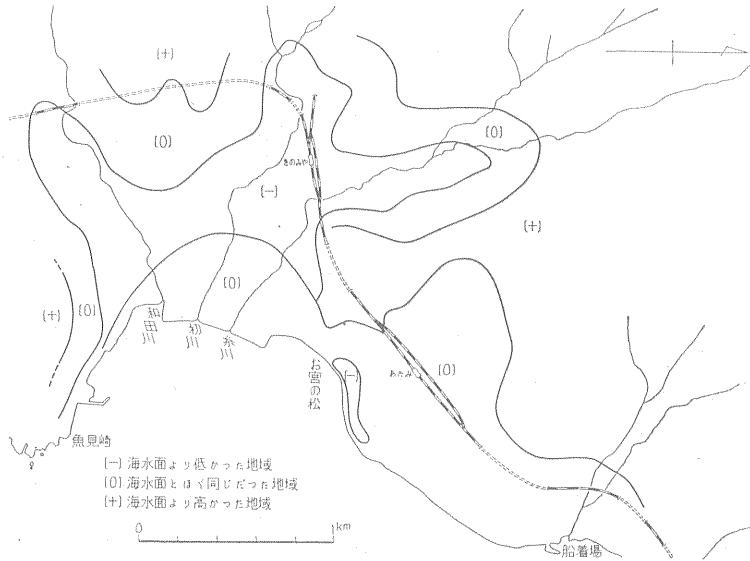 (+)
(0)
(0)
きのみや
(-)
(+)
(0)
(+)
(0)
和田川
初川
糸川
お宮の松
(-)
あたみ
(0)
魚見崎
(-) 海水面より低かった地域
(0) 海水面とほぼ同じだった地域
(+) 海水面より高かった地域
0
km
船着場